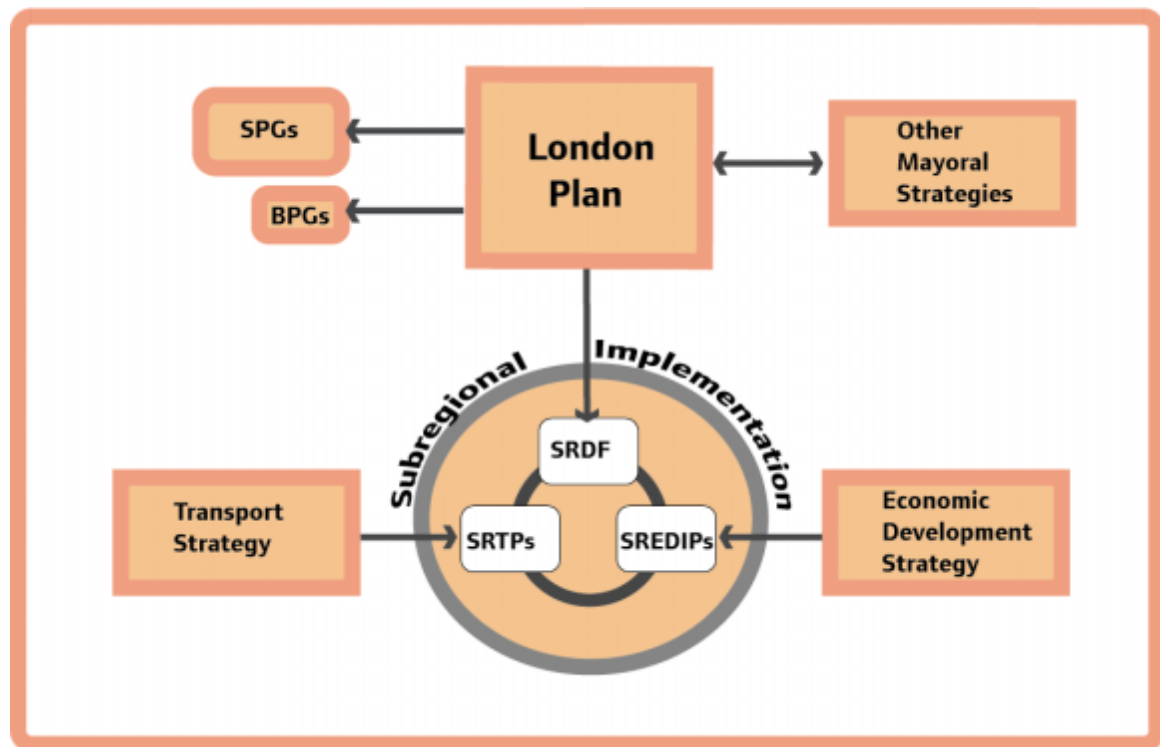 SPGs
BPGs
London
Plan
Other
Mayoral
Strategies
Subregional
Implementation
SRDF
SRTPs
SREDIPs
Transport
Strategy
Economic
Development
Strategy